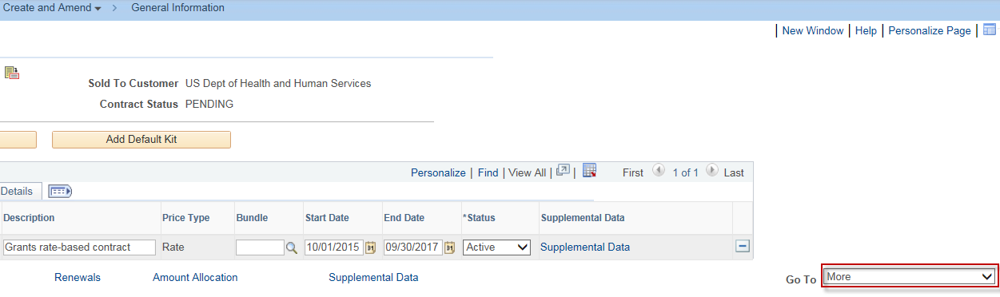 Create and Amend > General Information
New Window | Help | Personalize Page |
Sold To Customer US Dept of Health and Human Services
Contract Status PENDING
Add Default Kit
Personalize | Find | View All | | First 1 of 1 Last
Details
Description Price Type Bundle Start Date End Date *Status Supplemental Data
Grants rate-based contract Rate 10/01/2015 31 09/30/2017 31 Active Supplemental Data
Renewals Amount Allocation Supplemental Data
Go To More